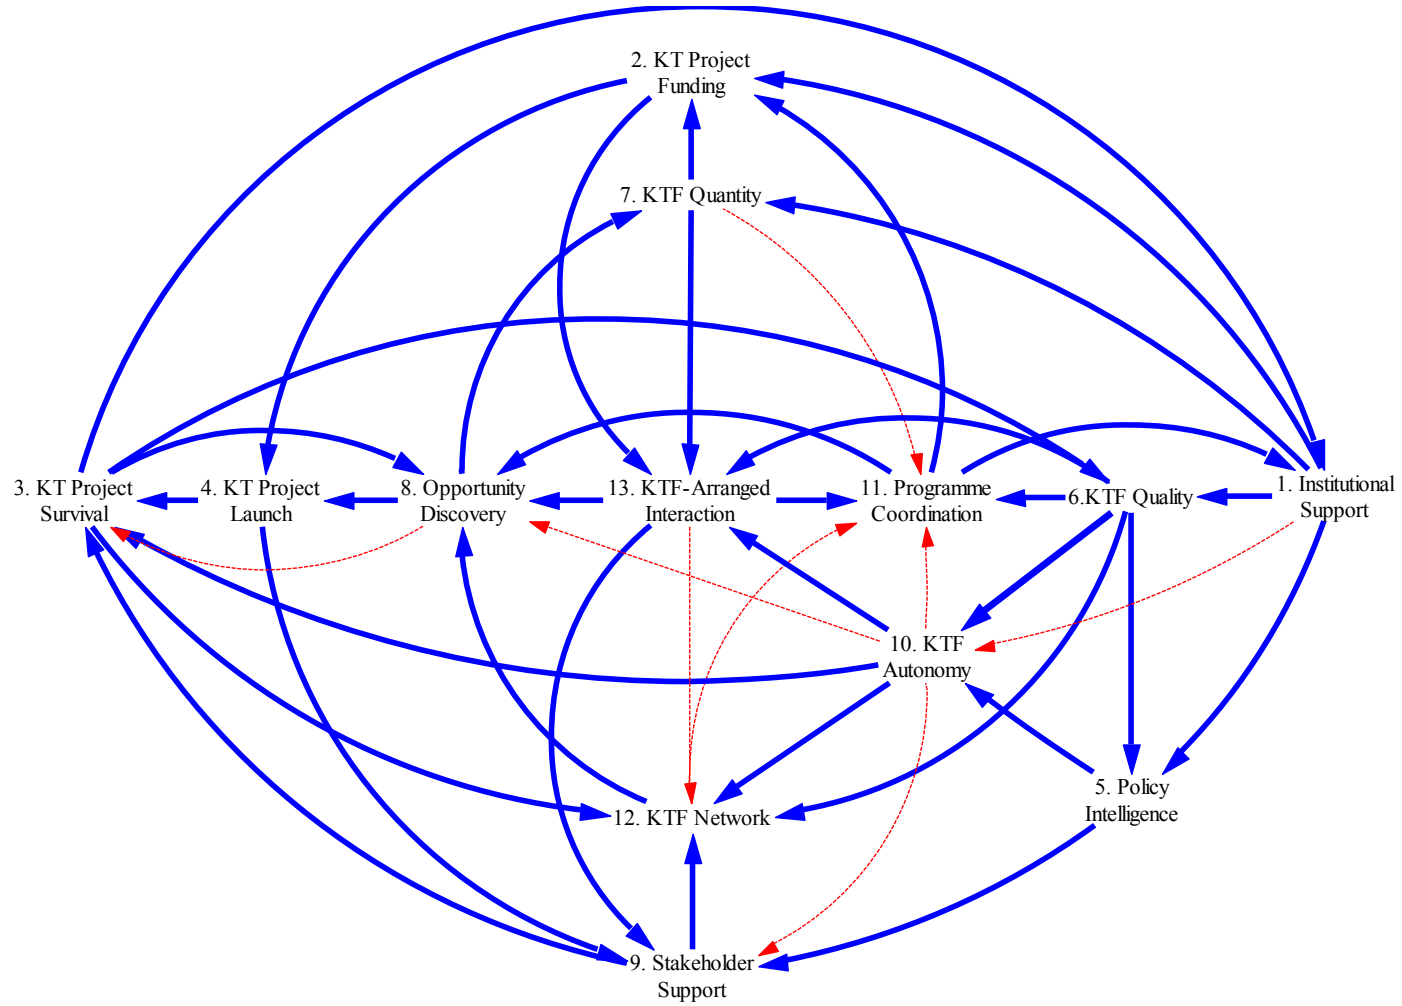 2. KT Project
Funding
7. KTF Quantity
3. KT Project
Survival
4. KT Project
Launch
8. Opportunity
Discovery
13. KTF-Arranged
Interaction
11. Programme
Coordination
6.KTF Quality
1. Institutional
Support
10. KTF
Autonomy
5. Policy
Intelligence
12. KTF Network
9. Stakeholder
Support